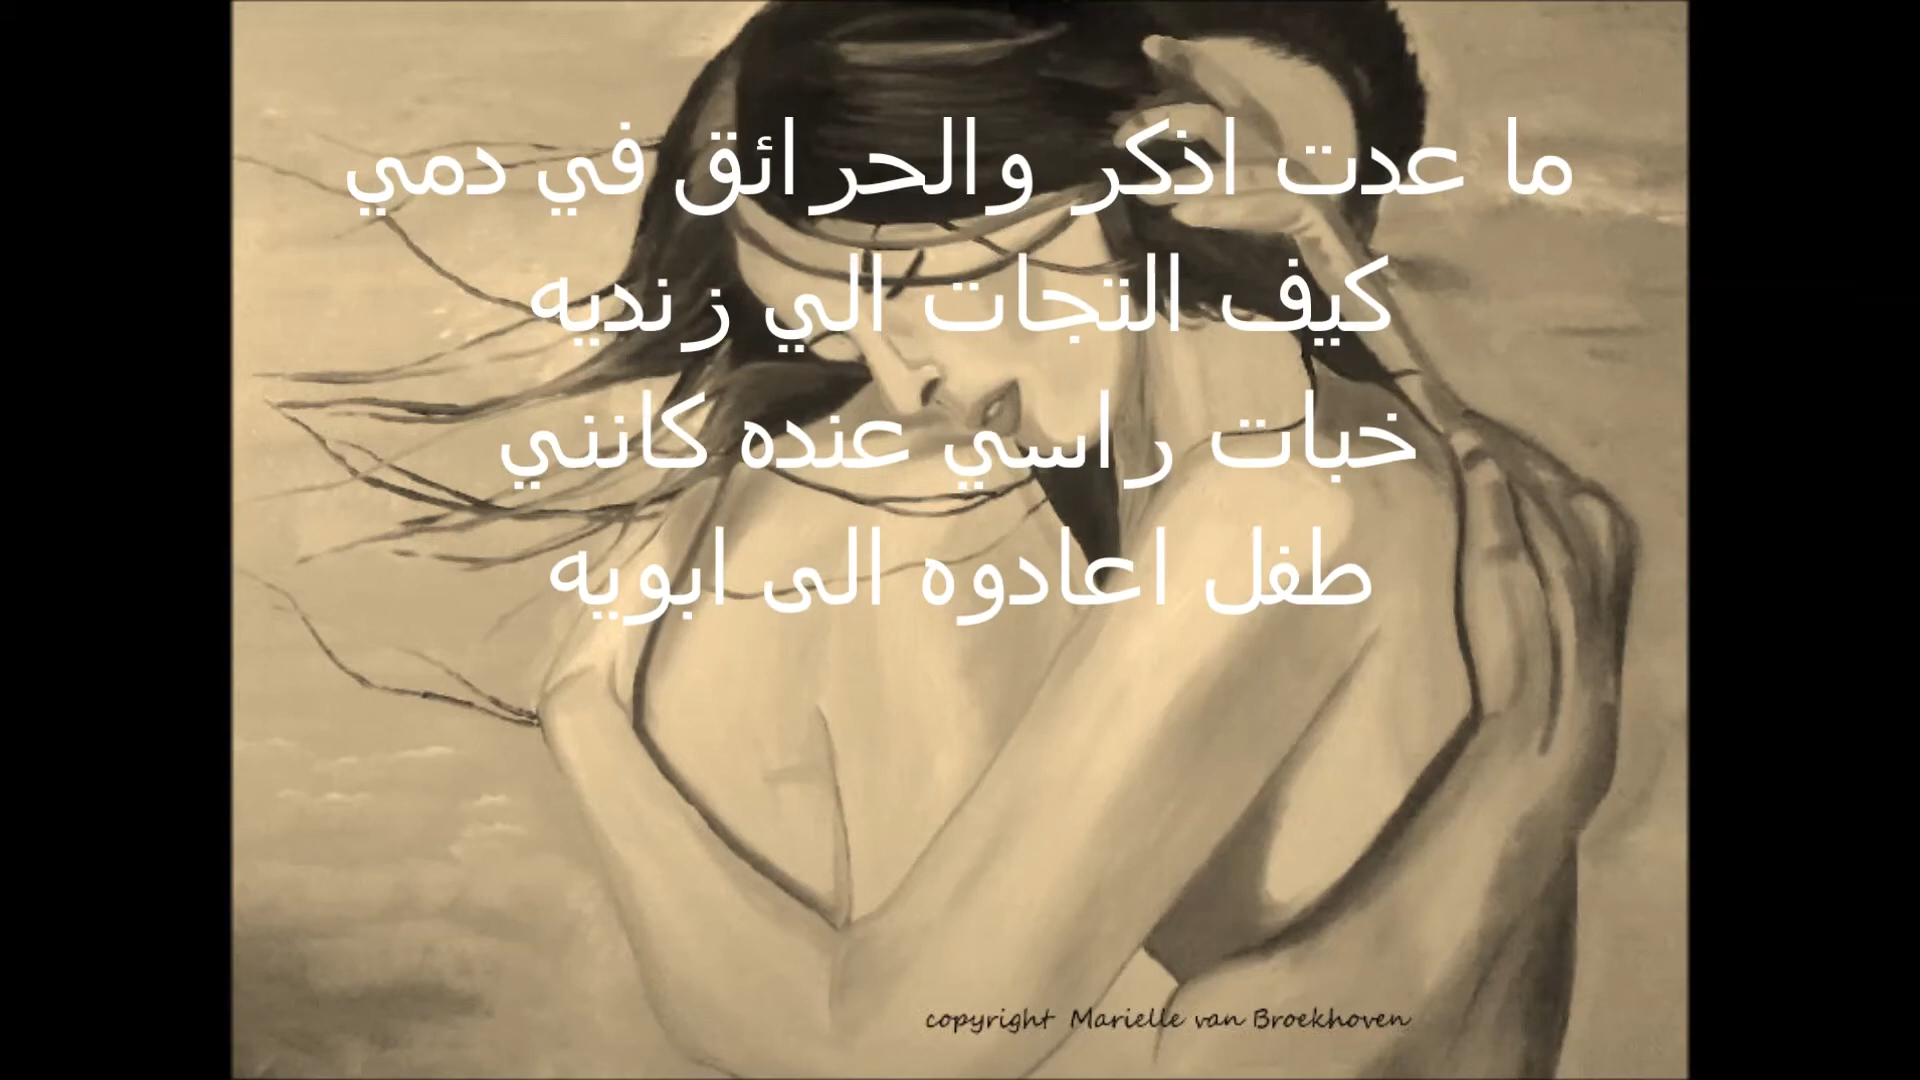 ما عدت اذكر والحرائق في دمي
كيف التجات الي زنديه
خبات راسي عنده كانني
طفل اعادوه الى ابويه
copyright Marielle van Broekhoven